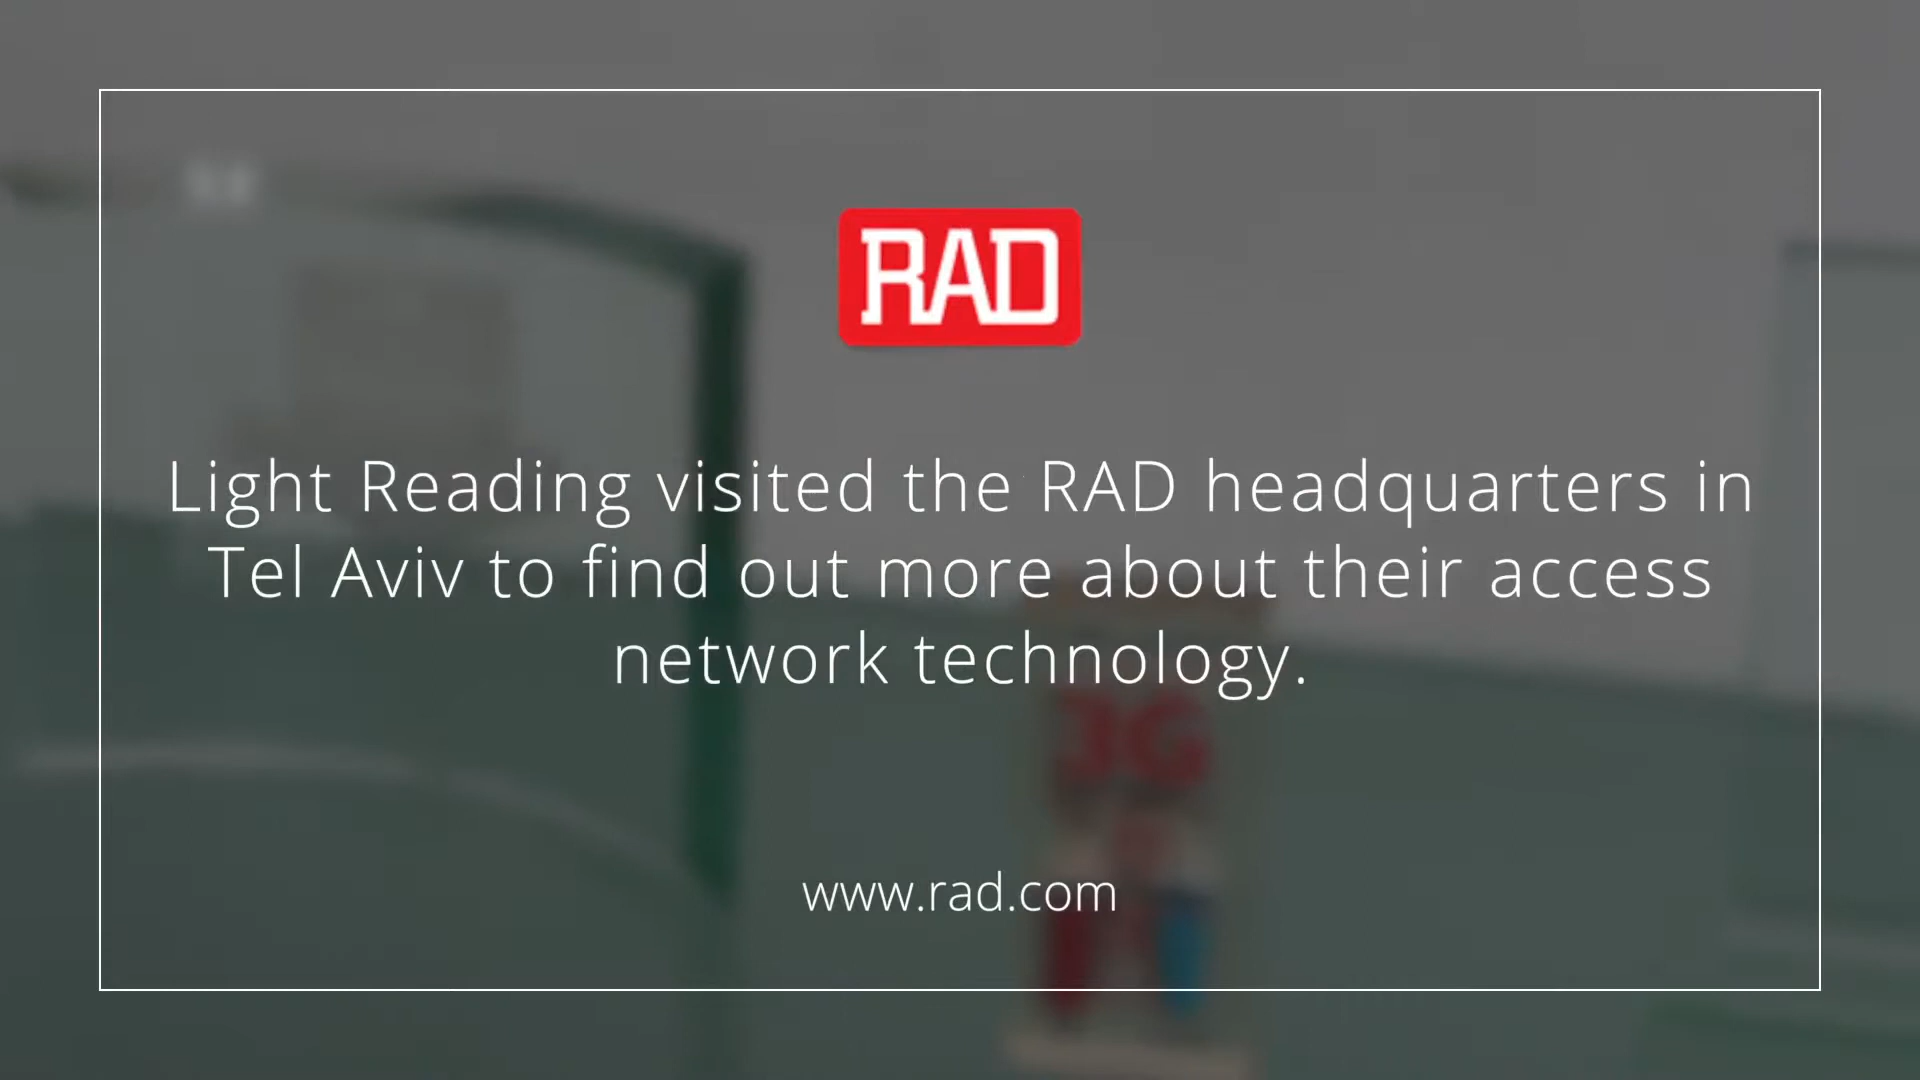 RAD
Light Reading visited the RAD headquarters in
Tel Aviv to find out more about their access
network technology.
3G
www.rad.com